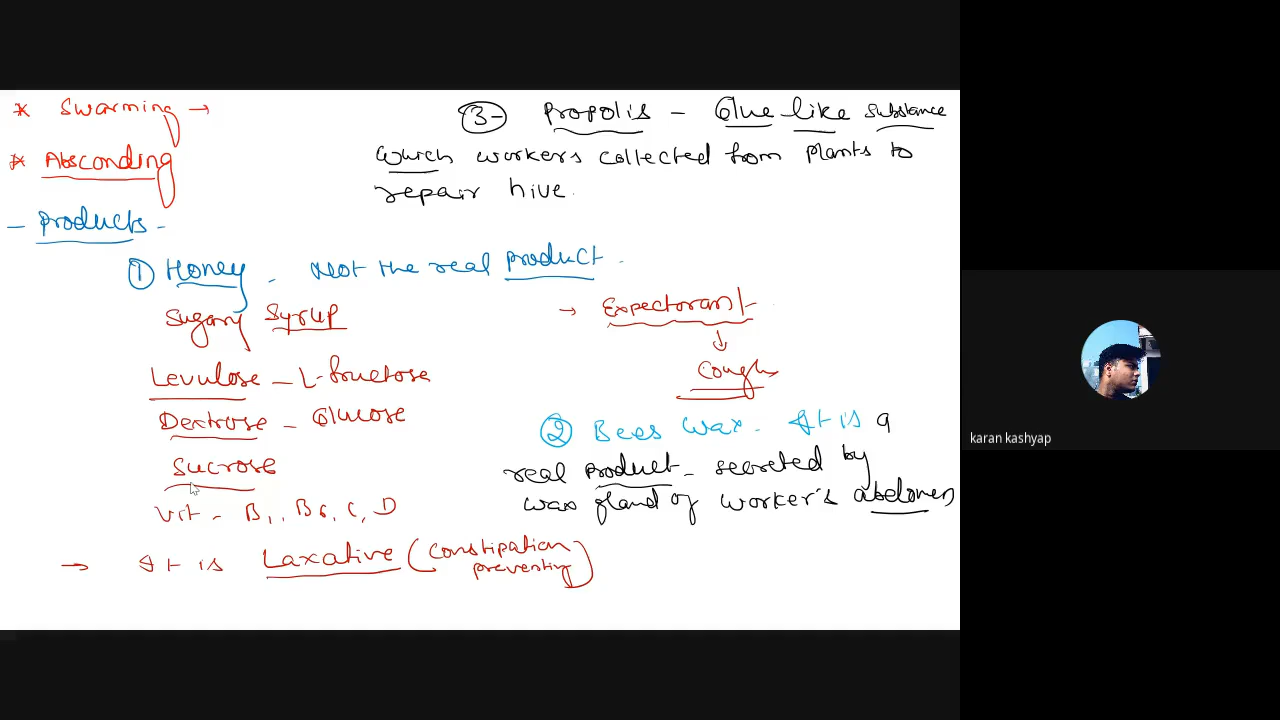 * Swarming →
* Absconding
- Products -
① Honey - Not the real product -
Sugary Syrup
Levulose - L-fructose
Dextrose - Glucose
Sucrose
Vit - B1, B6, C, D
→ It is Laxative (Constipation preventing)
③- Propolis - Glue like substance
which workers collected from plants to
repair hive.
→ Expectorant
↓
Cough
② Bees wax - It is a
real product - secreted by
wax gland of worker's abdomen
karan kashyap